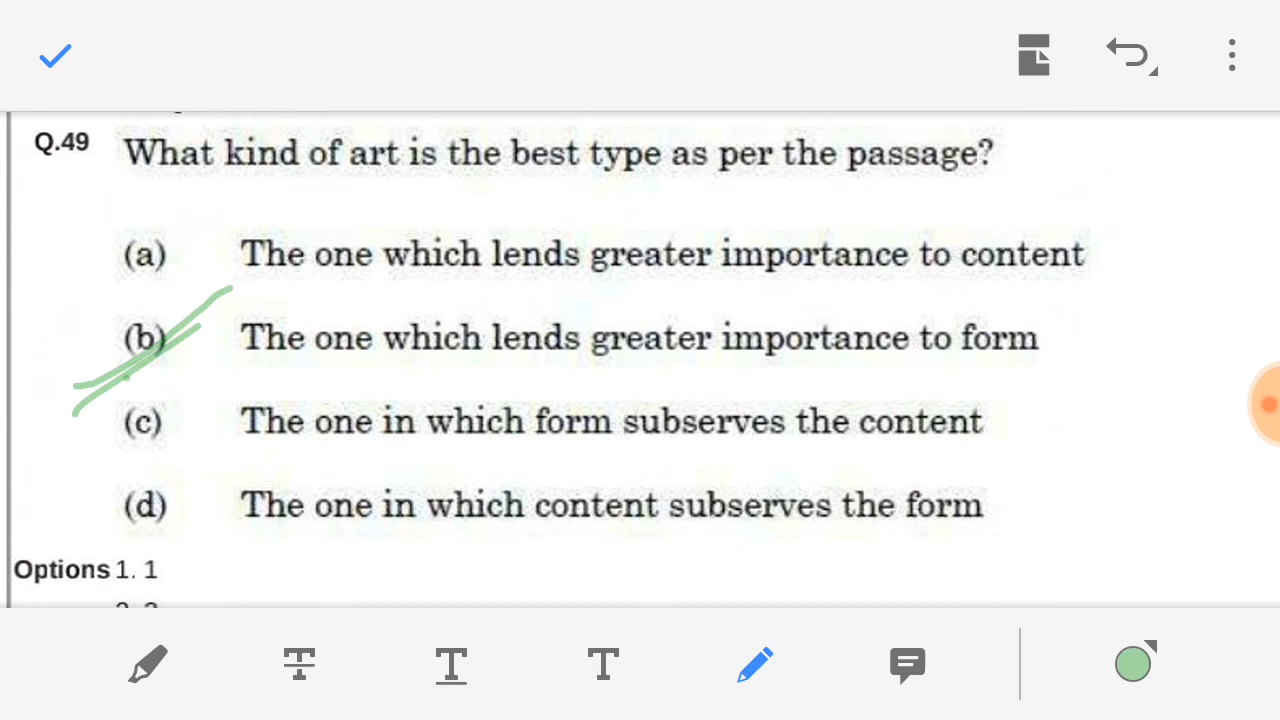 Q.49 What kind of art is the best type as per the passage?
(a) The one which lends greater importance to content
(b) The one which lends greater importance to form
(c) The one in which form subserves the content
(d) The one in which content subserves the form
Options 1. 1
T T T